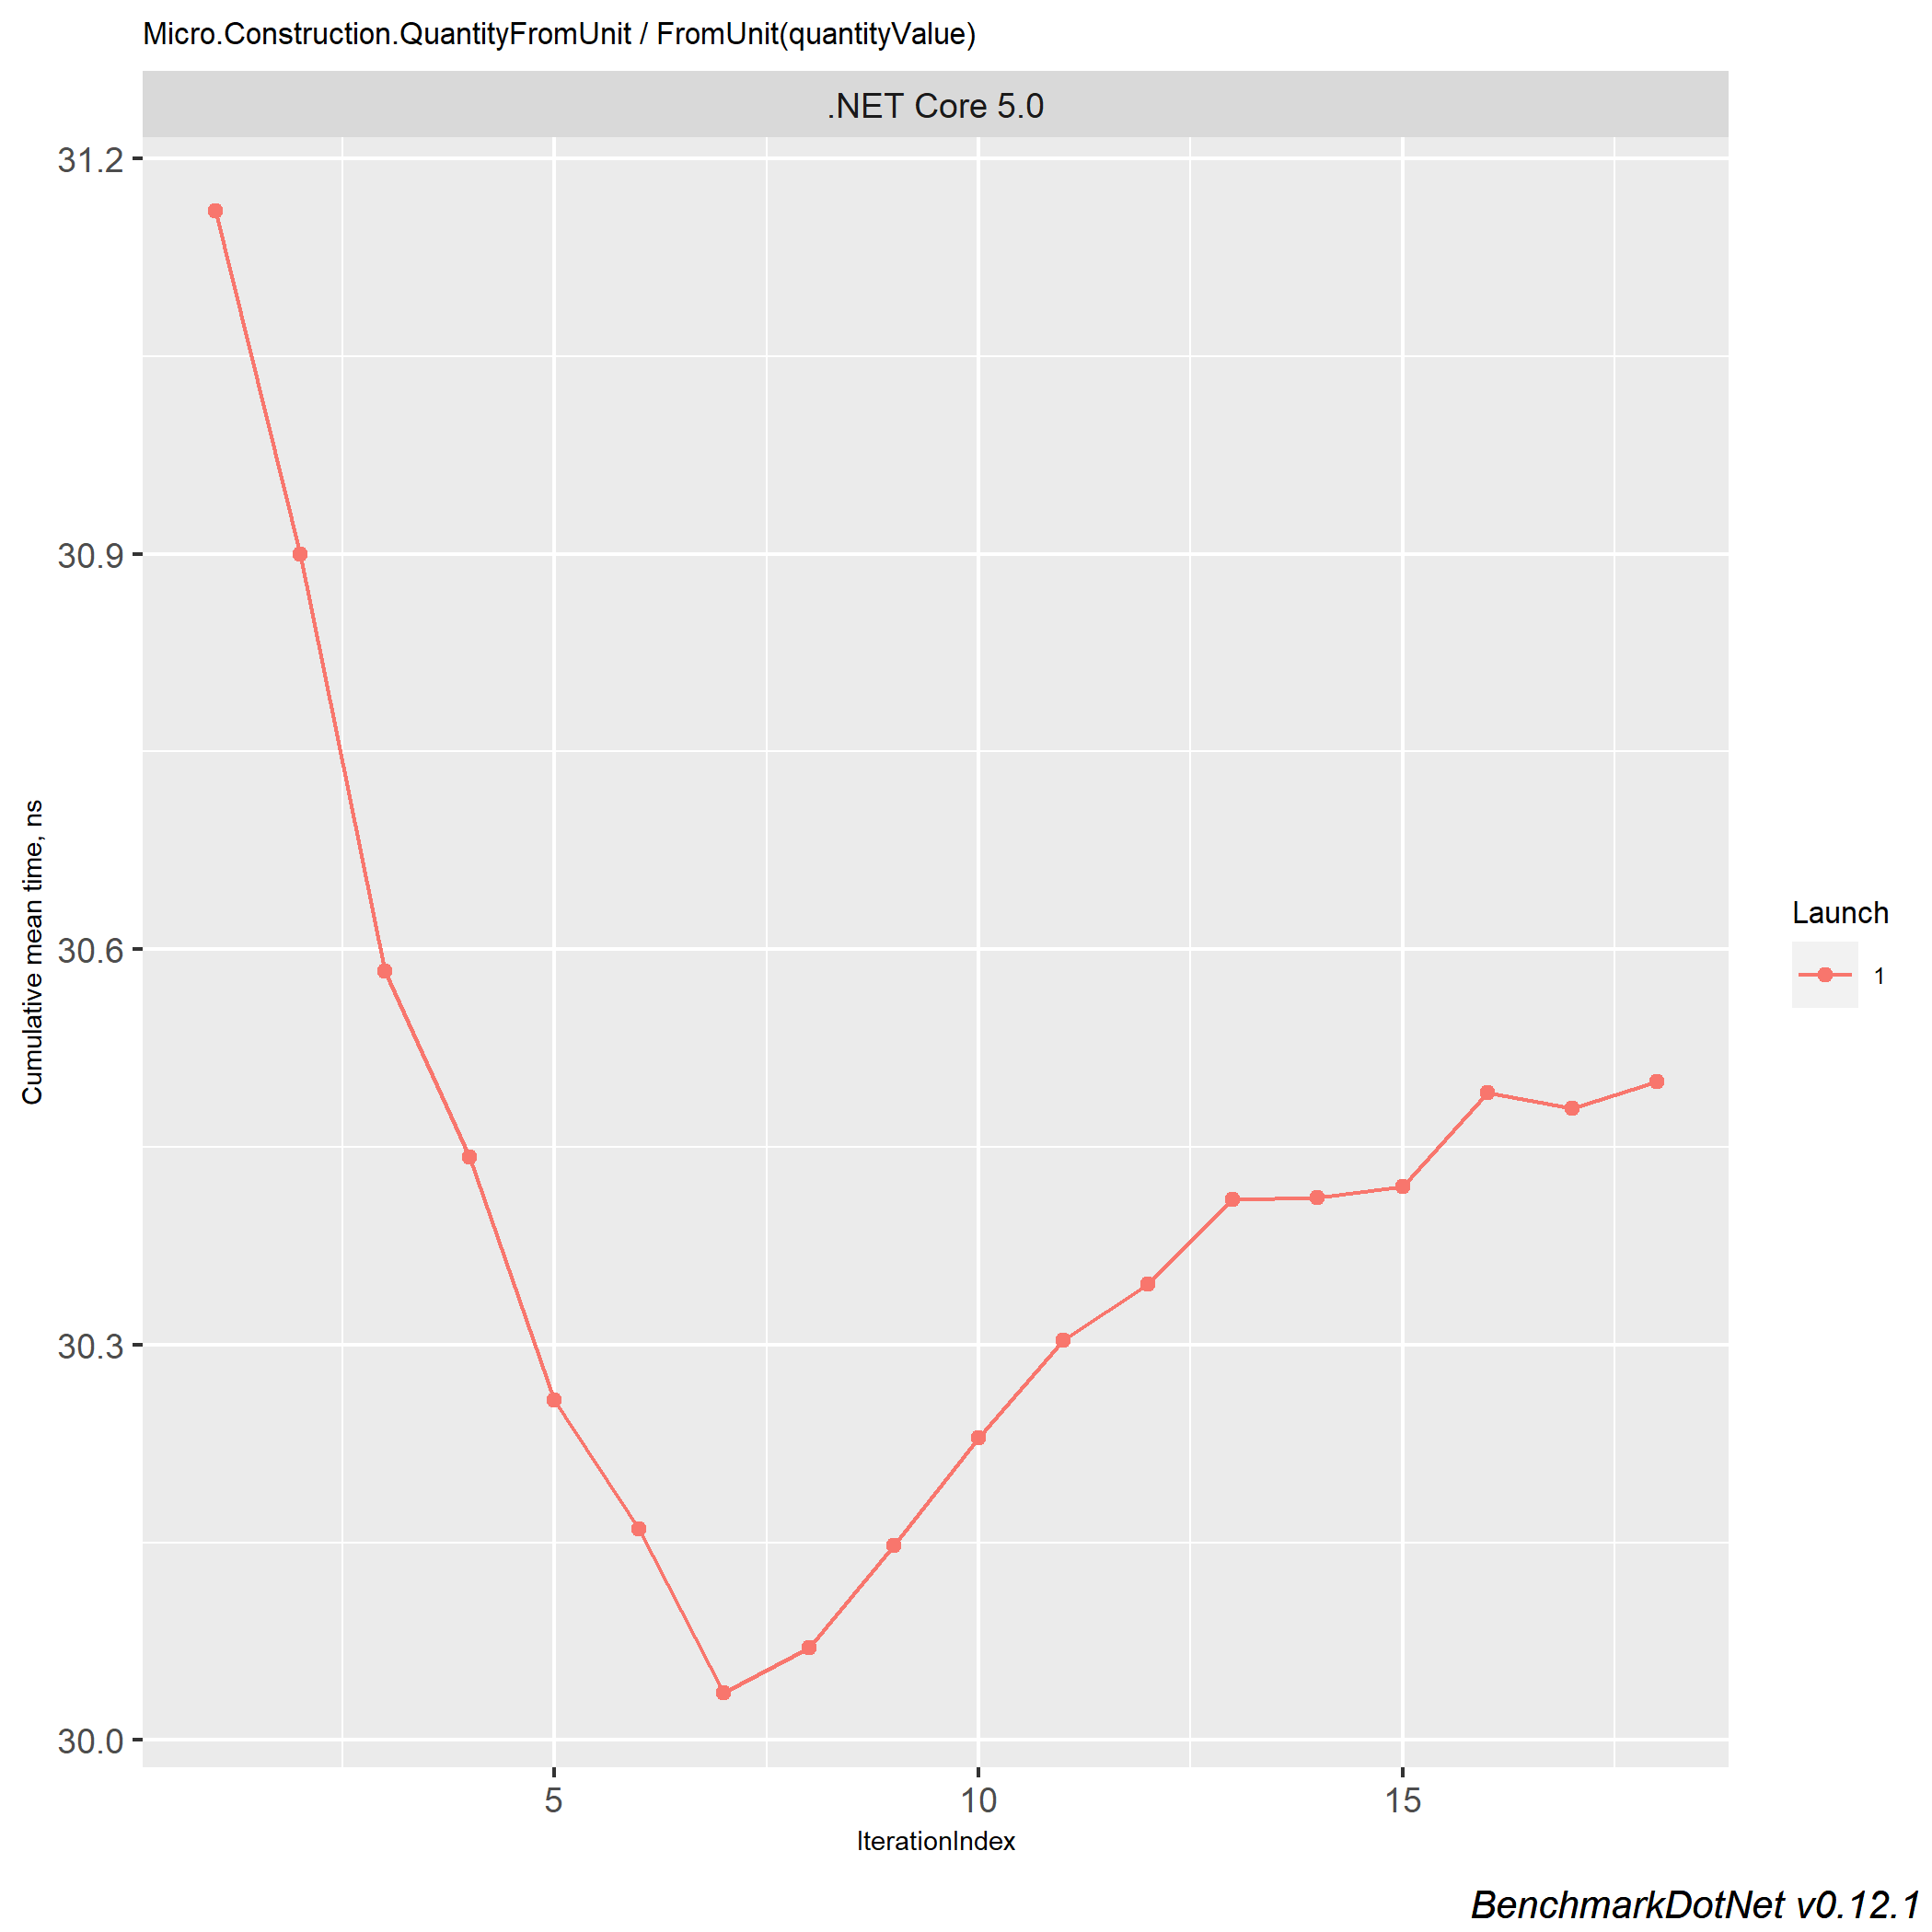 Micro.Construction.QuantityFromUnit / FromUnit(quantityValue)
.NET Core 5.0
31.2
30.9
30.6
30.3
30.0
Cumulative mean time, ns
5 10 15
IterationIndex
Launch
1
BenchmarkDotNet v0.12.1